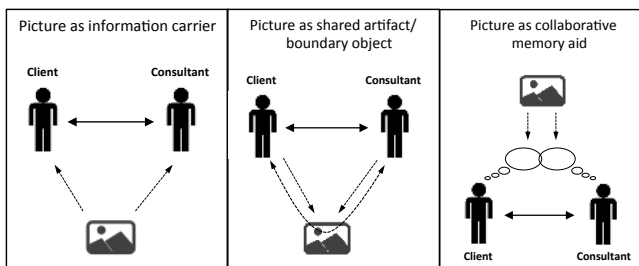 Picture as information carrier
Client
Consultant
Picture as shared artifact/
boundary object
Client
Consultant
Picture as collaborative
memory aid
Client
Consultant